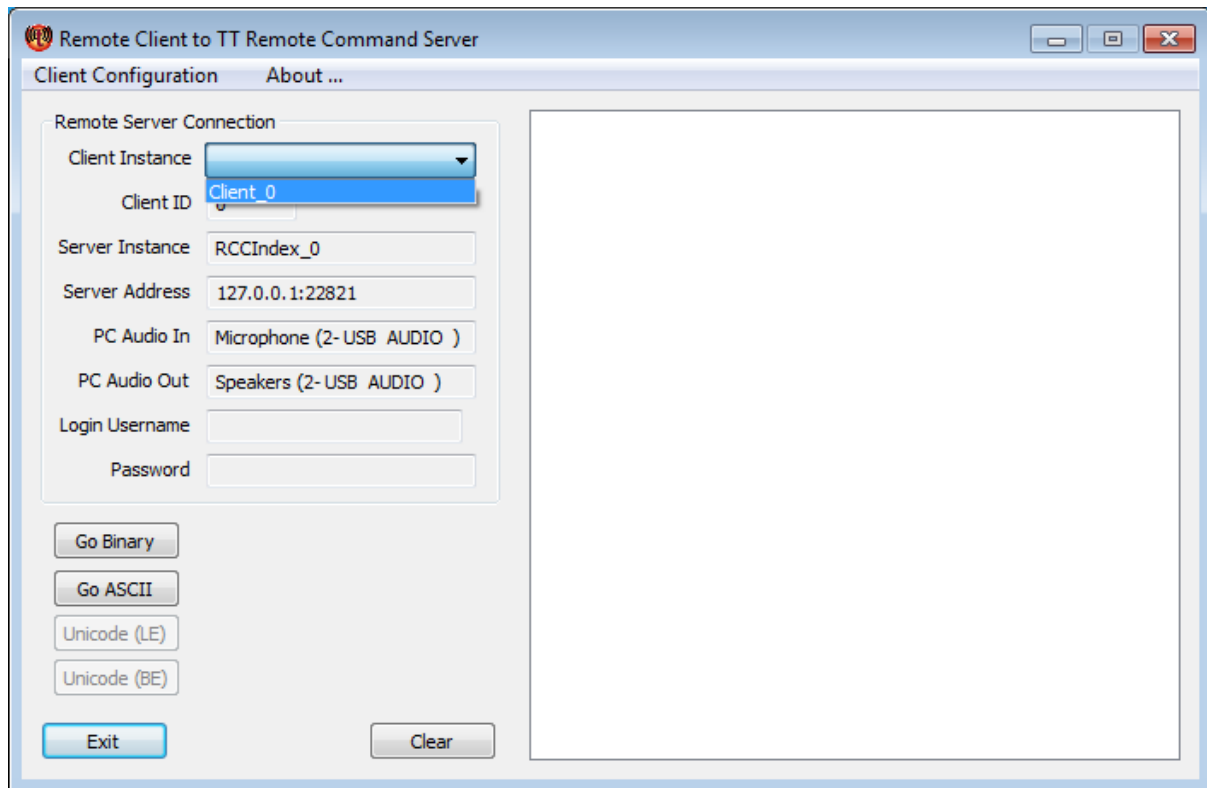 Remote Client to TT Remote Command Server
Client Configuration About ...
Remote Server Connection
Client Instance
Client_0
Client ID
Server Instance RCCIndex_0
Server Address 127.0.0.1:22821
PC Audio In Microphone (2- USB AUDIO )
PC Audio Out Speakers (2- USB AUDIO )
Login Username
Password
Go Binary
Go ASCII
Unicode (LE)
Unicode (BE)
Exit Clear